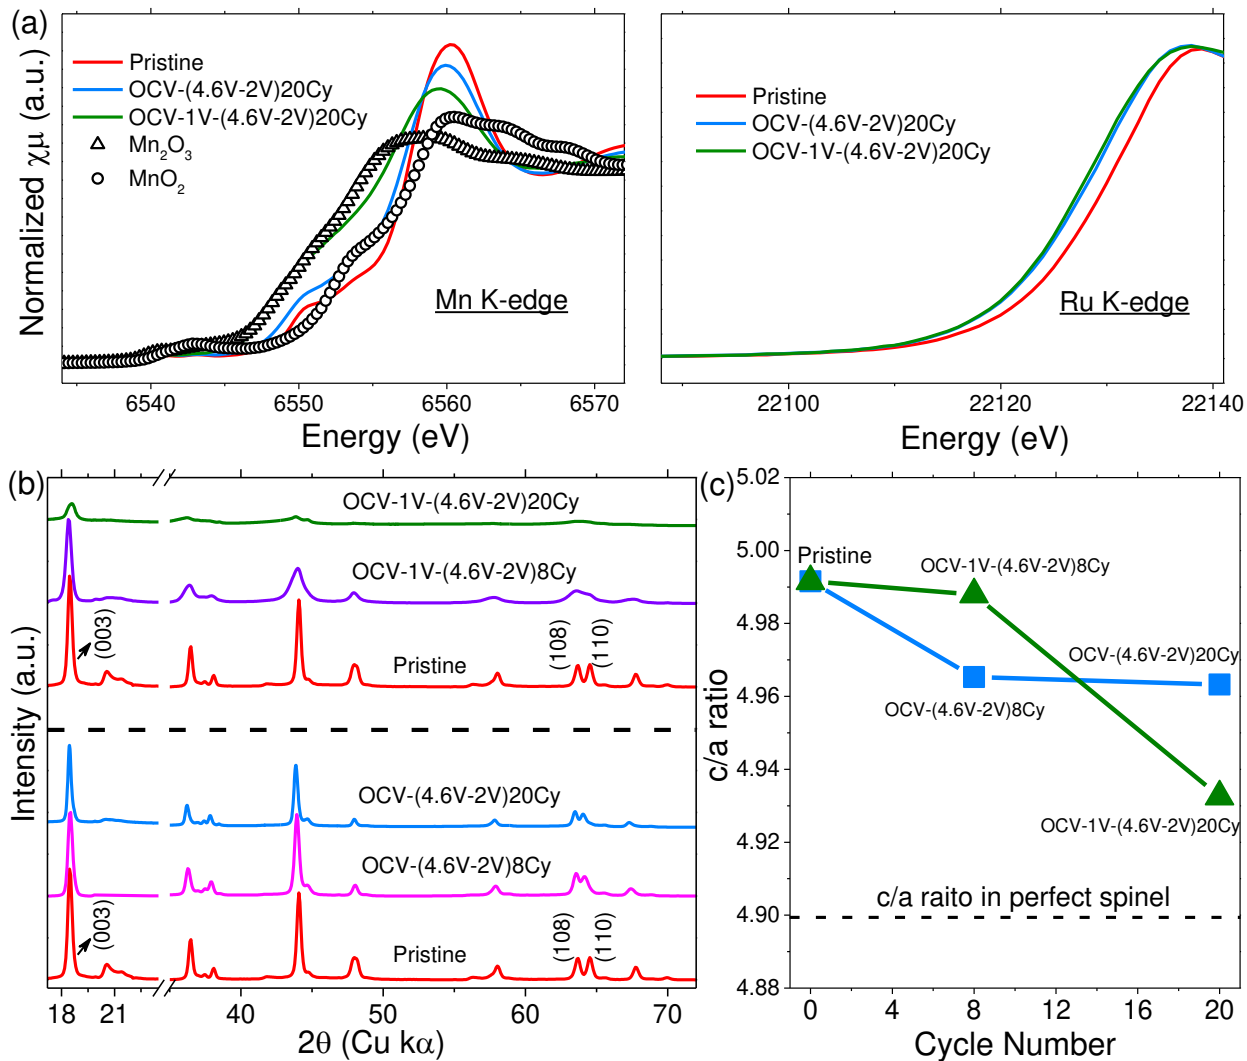 (a)
Normalized χμ (a.u.)
Pristine
OCV-(4.6V-2V)20Cy
OCV-1V-(4.6V-2V)20Cy
Mn₂O₃
MnO₂
Mn K-edge
6540 6550 6560 6570
Energy (eV)
Pristine
OCV-(4.6V-2V)20Cy
OCV-1V-(4.6V-2V)20Cy
Ru K-edge
22100 22120 22140
Energy (eV)
(b)
Intensity (a.u.)
OCV-1V-(4.6V-2V)20Cy
OCV-1V-(4.6V-2V)8Cy
(003)
Pristine
(108)
(110)
OCV-(4.6V-2V)20Cy
OCV-(4.6V-2V)8Cy
(003)
Pristine
(108)
(110)
18 21 40 50 60 70
2θ (Cu kα)
(c)
c/a ratio
5.02
5.00
4.98
4.96
4.94
4.92
4.90
4.88
Pristine
OCV-1V-(4.6V-2V)8Cy
OCV-(4.6V-2V)20Cy
OCV-(4.6V-2V)8Cy
OCV-1V-(4.6V-2V)20Cy
c/a raito in perfect spinel
0 4 8 12 16 20
Cycle Number